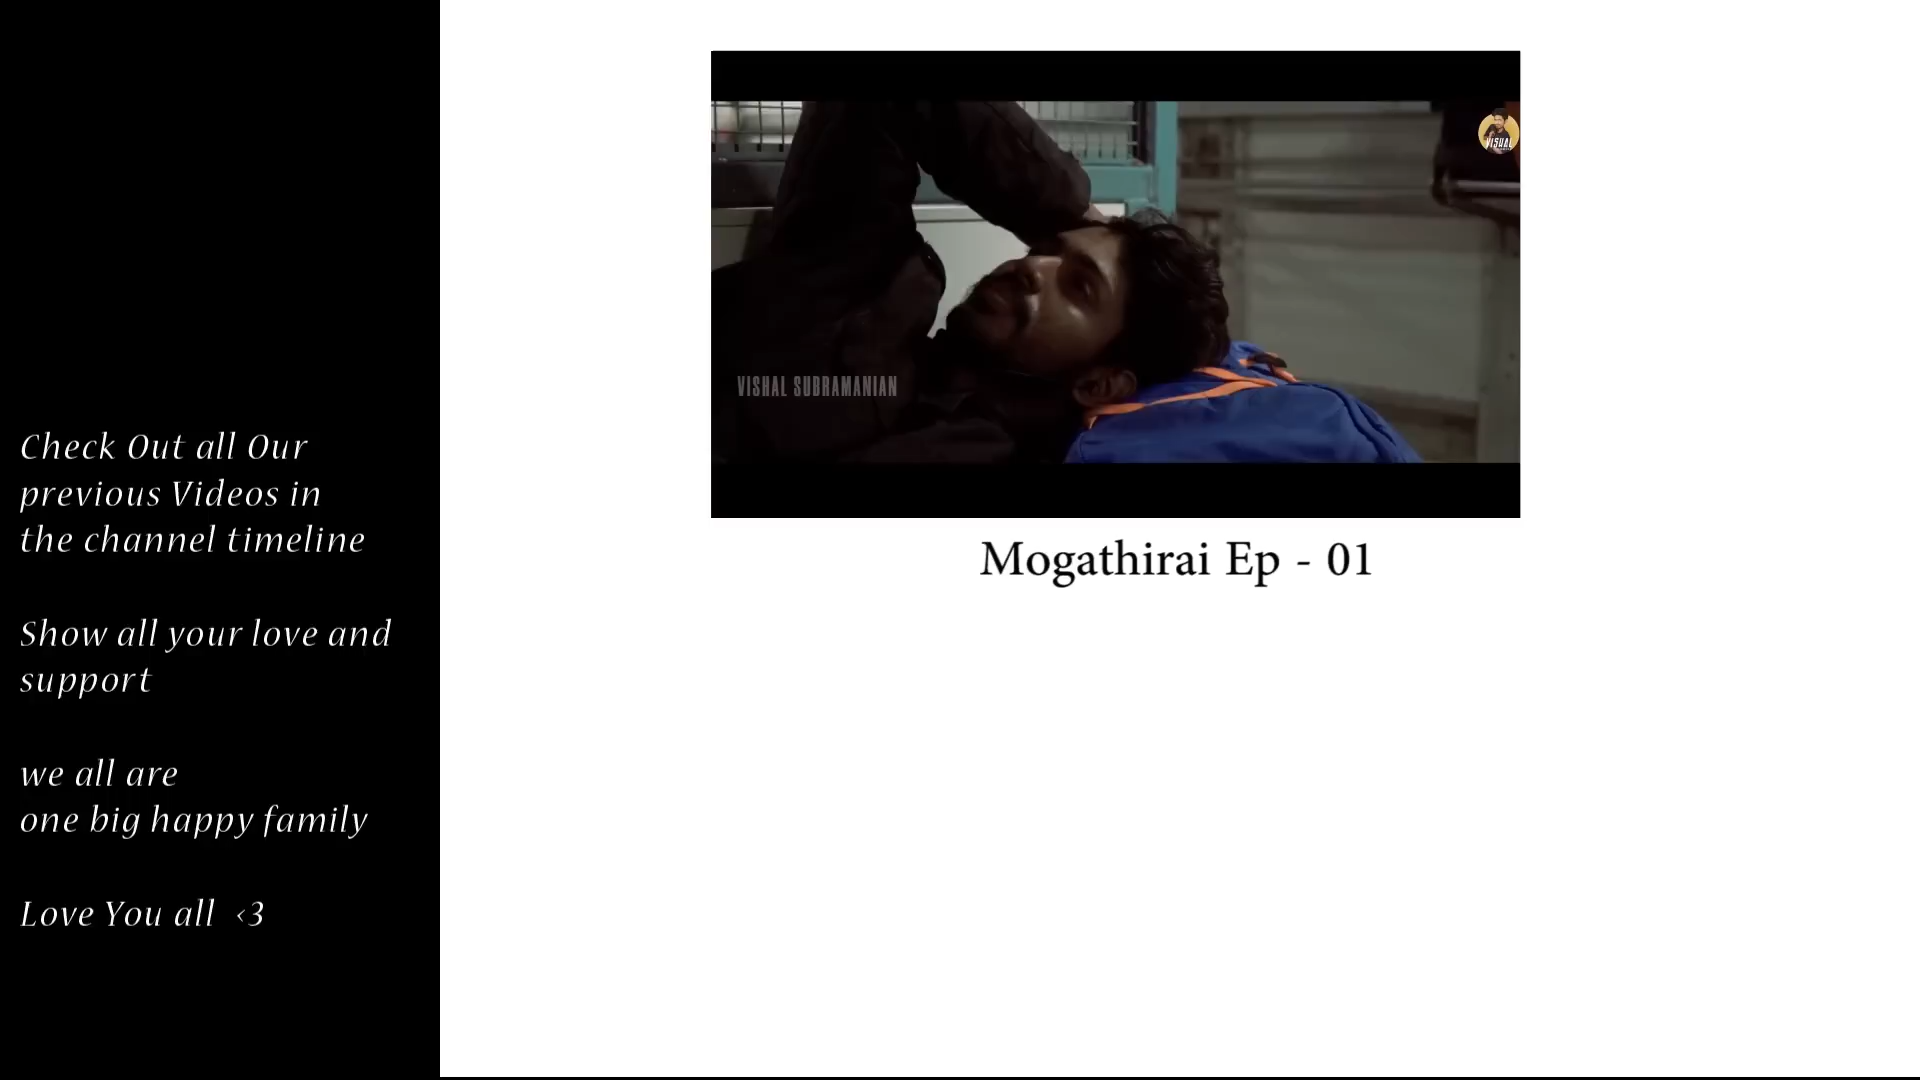 Check Out all Our
previous Videos in
the channel timeline
Show all your love and
support
we all are
one big happy family
Love You all <3
VISHAL
VISHAL SUBRAMANIAN
Mogathirai Ep - 01